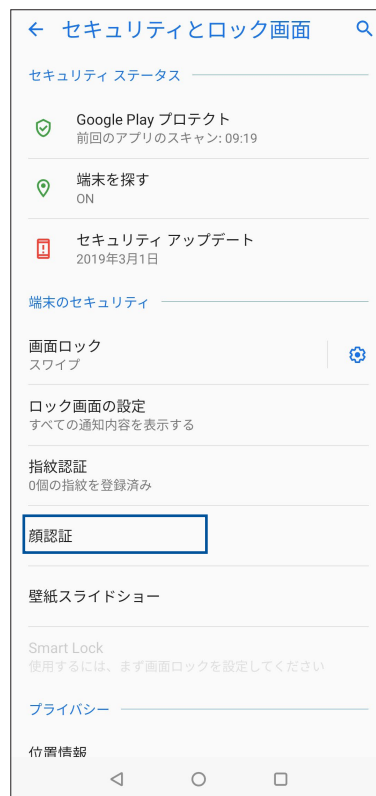 セキュリティとロック画面
セキュリティ ステータス
Google Play プロテクト
前回のアプリのスキャン: 09:19
端末を探す
ON
セキュリティ アップデート
2019年3月1日
端末のセキュリティ
画面ロック
スワイプ
ロック画面の設定
すべての通知内容を表示する
指紋認証
0個の指紋を登録済み
顔認証
壁紙スライドショー
Smart Lock
使用するには、まず画面ロックを設定してください
プライバシー
位置情報